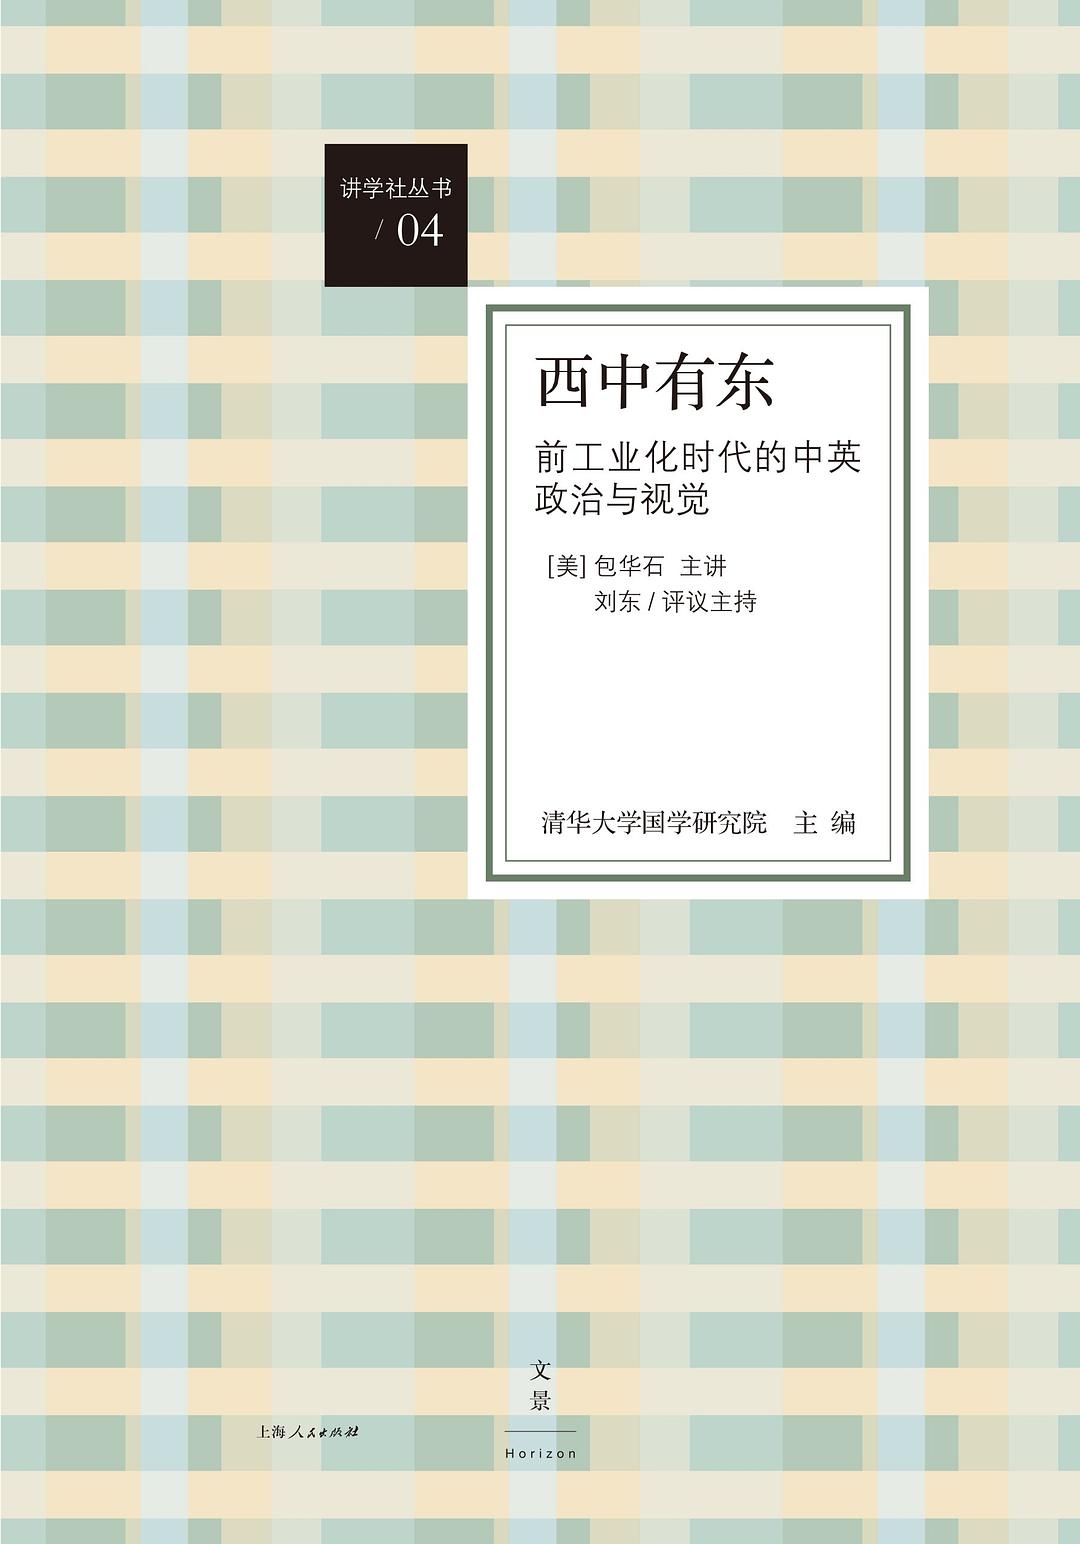 讲学社丛书
/ 04
西中有东
前工业化时代的中英
政治与视觉
[美] 包华石 主讲
刘东 / 评议主持
清华大学国学研究院 主 编
文
景
上海人民出版社
Horizon